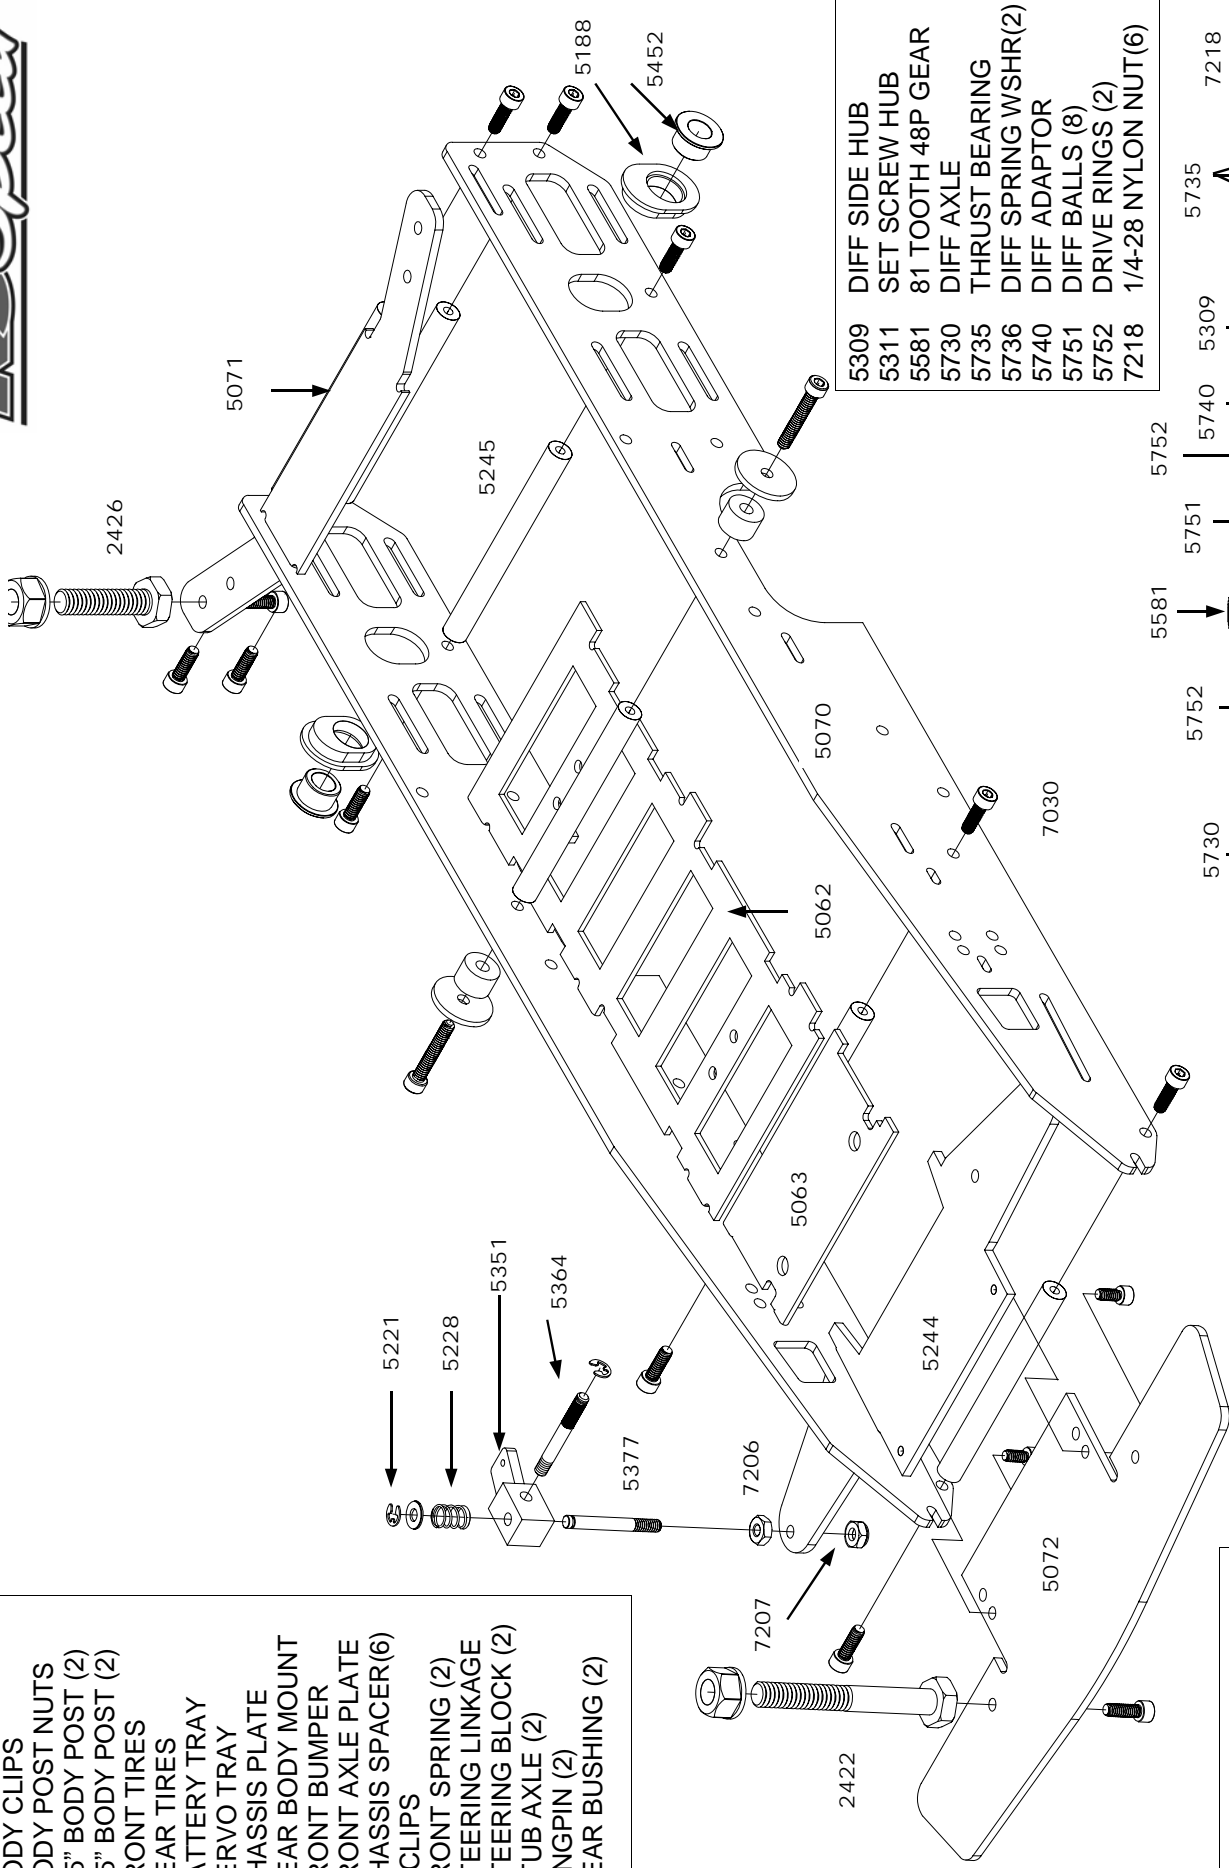 ODY CLIPS
ODY POST NUTS
5" BODY POST (2)
5" BODY POST (2)
RONT TIRES
EAR TIRES
ATTERY TRAY
ERVO TRAY
HASSIS PLATE
EAR BODY MOUNT
RONT BUMPER
RONT AXLE PLATE
HASSIS SPACER(6)
CLIPS
RONT SPRING (2)
TEERING LINKAGE
TEERING BLOCK (2)
TUB AXLE (2)
NGPIN (2)
EAR BUSHING (2)
2426
5071
5221
5228
5351
5364
5245
5188
5452
5377
7206
7207
5063
5062
5070
2422
5244
5072
7030
5309 DIFF SIDE HUB
5311 SET SCREW HUB
5581 81 TOOTH 48P GEAR
5730 DIFF AXLE
5735 THRUST BEARING
5736 DIFF SPRING WSHR(2)
5740 DIFF ADAPTOR
5751 DIFF BALLS (8)
5752 DRIVE RINGS (2)
7218 1/4-28 NYLON NUT(6)
5730
5752
5581
5751
5752
5740
5309
5735
7218